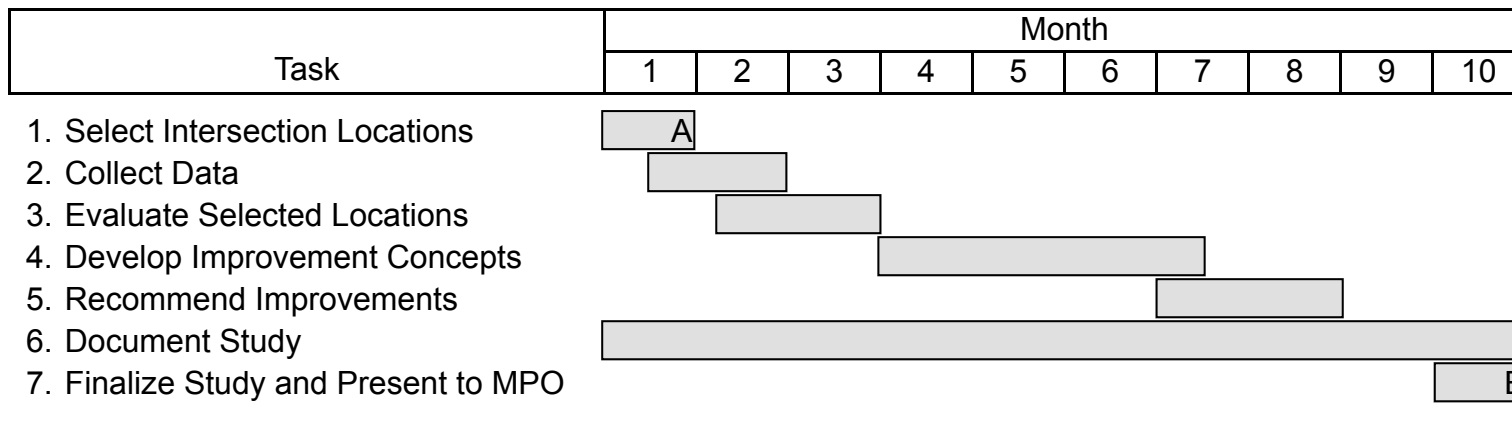 Month
Task 1 2 3 4 5 6 7 8 9 10
1. Select Intersection Locations A
2. Collect Data
3. Evaluate Selected Locations
4. Develop Improvement Concepts
5. Recommend Improvements
6. Document Study
7. Finalize Study and Present to MPO